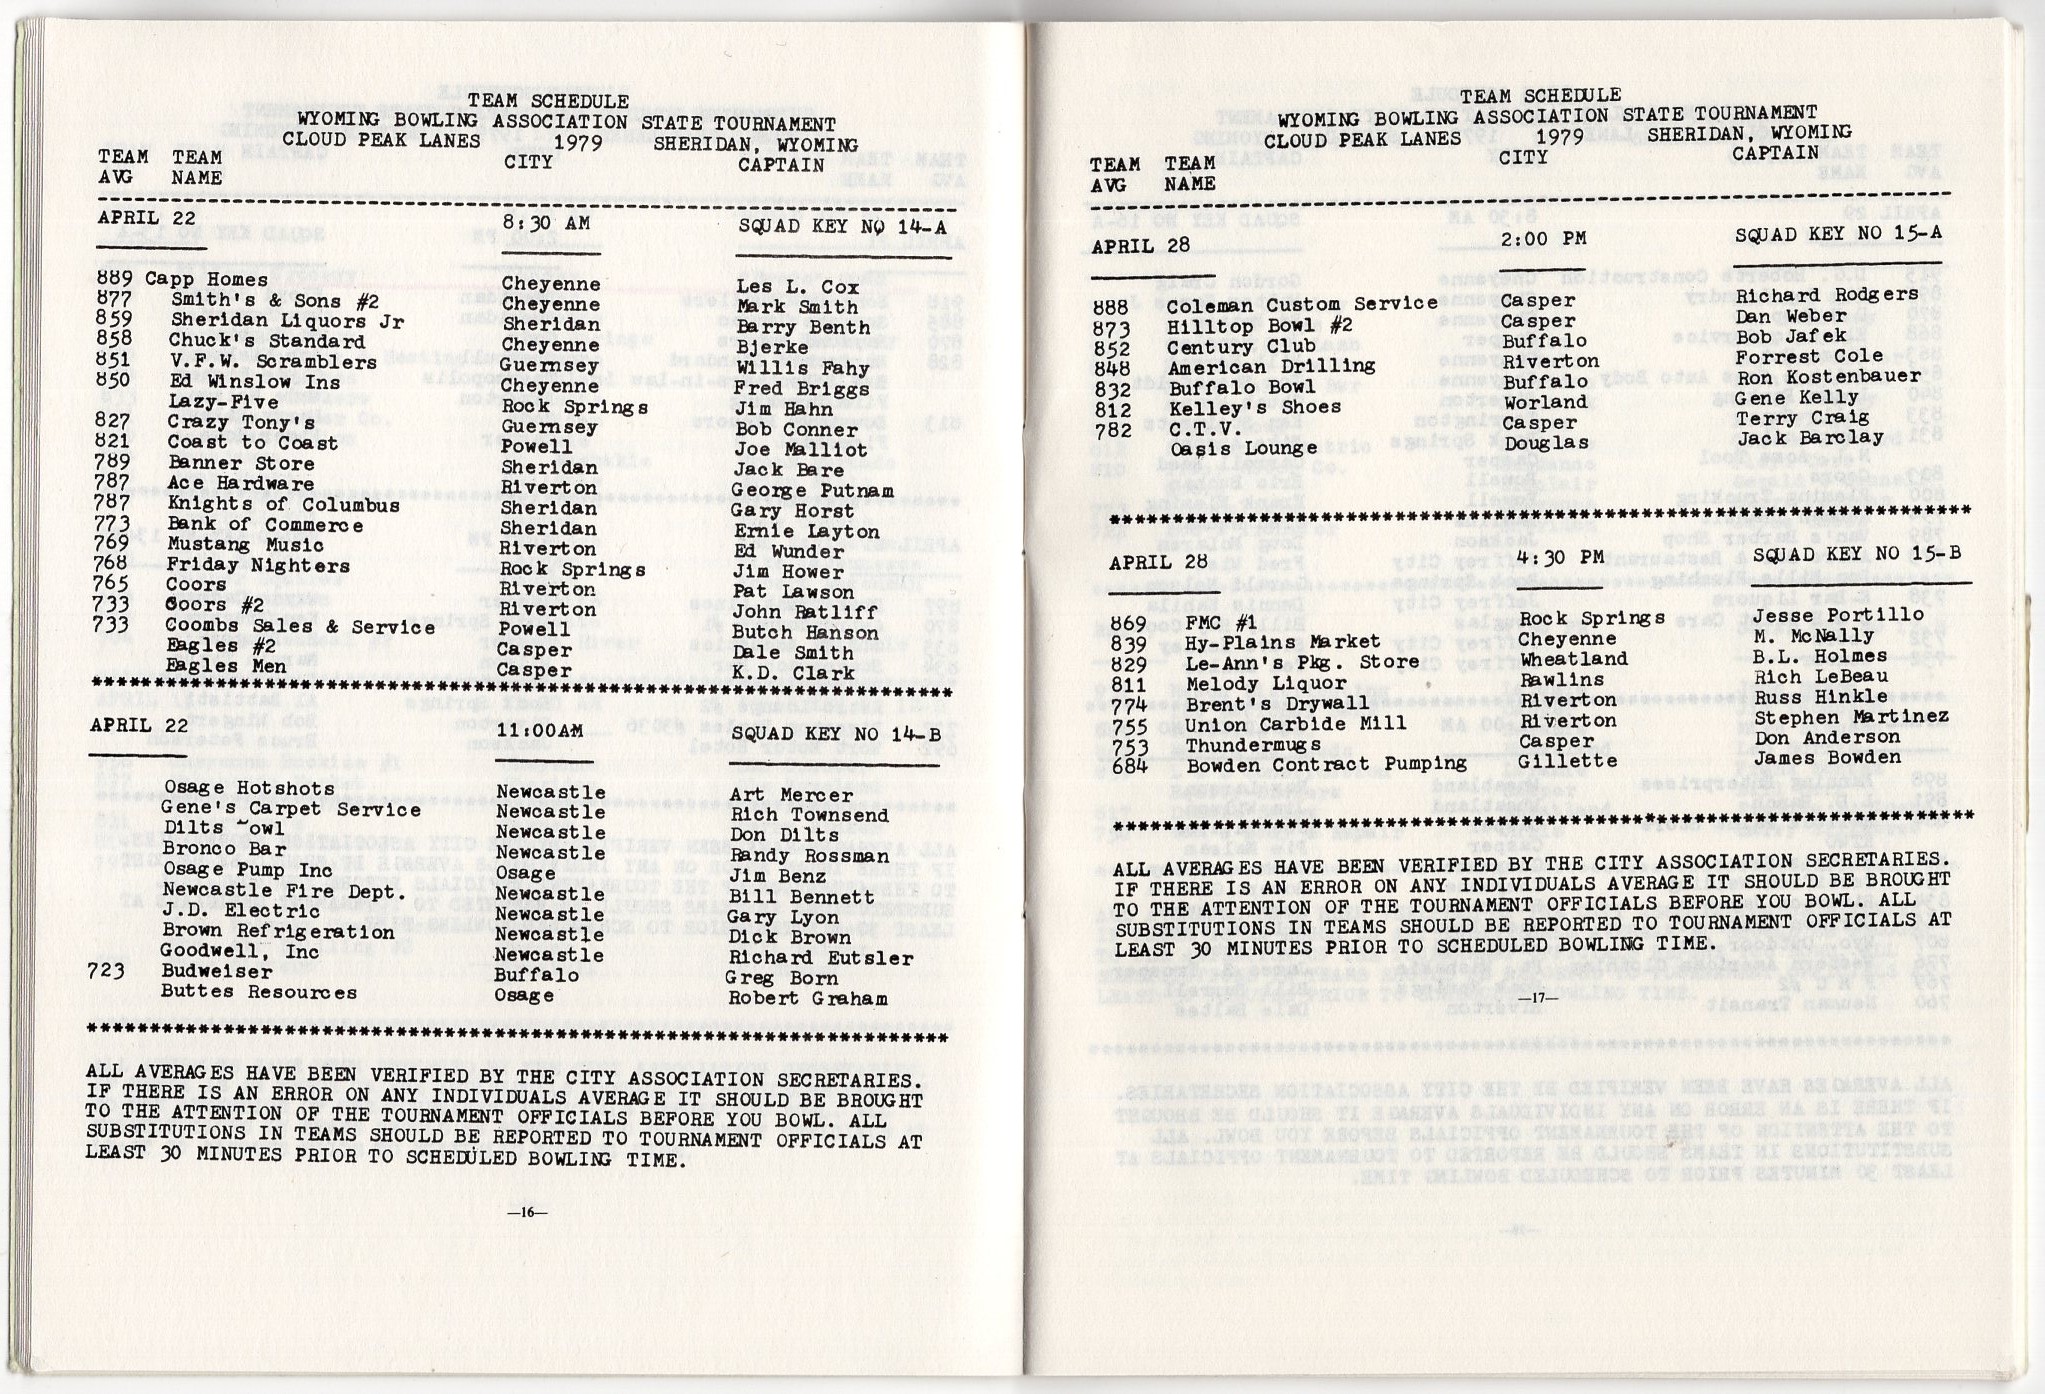 TEAM SCHEDULE
WYOMING BOWLING ASSOCIATION STATE TOURNAMENT
CLOUD PEAK LANES 1979 SHERIDAN, WYOMING
TEAM TEAM CITY CAPTAIN
AVG NAME
APRIL 22 8:30 AM SQUAD KEY NO 14-A
889 Capp Homes Cheyenne Les L. Cox
877 Smith's & Sons #2 Cheyenne Mark Smith
859 Sheridan Liquors Jr Sheridan Barry Benth
858 Chuck's Standard Cheyenne Bjerke
851 V.F.W. Scramblers Guernsey Willis Fahy
850 Ed Winslow Ins Cheyenne Fred Briggs
Lazy-Five Rock Springs Jim Hahn
827 Crazy Tony's Guernsey Bob Conner
821 Coast to Coast Powell Joe Malliot
789 Banner Store Sheridan Jack Bare
787 Ace Hardware Riverton George Putnam
787 Knights of Columbus Sheridan Gary Horst
773 Bank of Commerce Sheridan Ernie Layton
769 Mustang Music Riverton Ed Wunder
768 Friday Nighters Rock Springs Jim Hower
765 Coors Riverton Pat Lawson
733 Coors #2 Riverton John Ratliff
733 Coombs Sales & Service Powell Butch Hanson
Eagles #2 Casper Dale Smith
Eagles Men Casper K.D. Clark
**********************************************************************
APRIL 22 11:00AM SQUAD KEY NO 14-B
Osage Hotshots Newcastle Art Mercer
Gene's Carpet Service Newcastle Rich Townsend
Dilts owl Newcastle Don Dilts
Bronco Bar Newcastle Randy Rossman
Osage Pump Inc Osage Jim Benz
Newcastle Fire Dept. Newcastle Bill Bennett
J.D. Electric Newcastle Gary Lyon
Brown Refrigeration Newcastle Dick Brown
Goodwell, Inc Newcastle Richard Eutsler
723 Budweiser Buffalo Greg Born
Buttes Resources Osage Robert Graham
**********************************************************************
ALL AVERAGES HAVE BEEN VERIFIED BY THE CITY ASSOCIATION SECRETARIES.
IF THERE IS AN ERROR ON ANY INDIVIDUALS AVERAGE IT SHOULD BE BROUGHT
TO THE ATTENTION OF THE TOURNAMENT OFFICIALS BEFORE YOU BOWL. ALL
SUBSTITUTIONS IN TEAMS SHOULD BE REPORTED TO TOURNAMENT OFFICIALS AT
LEAST 30 MINUTES PRIOR TO SCHEDULED BOWLING TIME.
—16—
TEAM SCHEDULE
WYOMING BOWLING ASSOCIATION STATE TOURNAMENT
CLOUD PEAK LANES 1979 SHERIDAN, WYOMING
TEAM TEAM CITY CAPTAIN
AVG NAME
APRIL 28 2:00 PM SQUAD KEY NO 15-A
888 Coleman Custom Service Casper Richard Rodgers
873 Hilltop Bowl #2 Casper Dan Weber
852 Century Club Buffalo Bob Jafek
848 American Drilling Riverton Forrest Cole
832 Buffalo Bowl Buffalo Ron Kostenbauer
812 Kelley's Shoes Worland Gene Kelly
782 C.T.V. Casper Terry Craig
Oasis Lounge Douglas Jack Barclay
**********************************************************************
APRIL 28 4:30 PM SQUAD KEY NO 15-B
869 FMC #1 Rock Springs Jesse Portillo
839 Hy-Plains Market Cheyenne M. McNally
829 Le-Ann's Pkg. Store Wheatland B.L. Holmes
811 Melody Liquor Rawlins Rich LeBeau
774 Brent's Drywall Riverton Russ Hinkle
755 Union Carbide Mill Riverton Stephen Martinez
753 Thundermugs Casper Don Anderson
684 Bowden Contract Pumping Gillette James Bowden
**********************************************************************
ALL AVERAGES HAVE BEEN VERIFIED BY THE CITY ASSOCIATION SECRETARIES.
IF THERE IS AN ERROR ON ANY INDIVIDUALS AVERAGE IT SHOULD BE BROUGHT
TO THE ATTENTION OF THE TOURNAMENT OFFICIALS BEFORE YOU BOWL. ALL
SUBSTITUTIONS IN TEAMS SHOULD BE REPORTED TO TOURNAMENT OFFICIALS AT
LEAST 30 MINUTES PRIOR TO SCHEDULED BOWLING TIME.
—17—